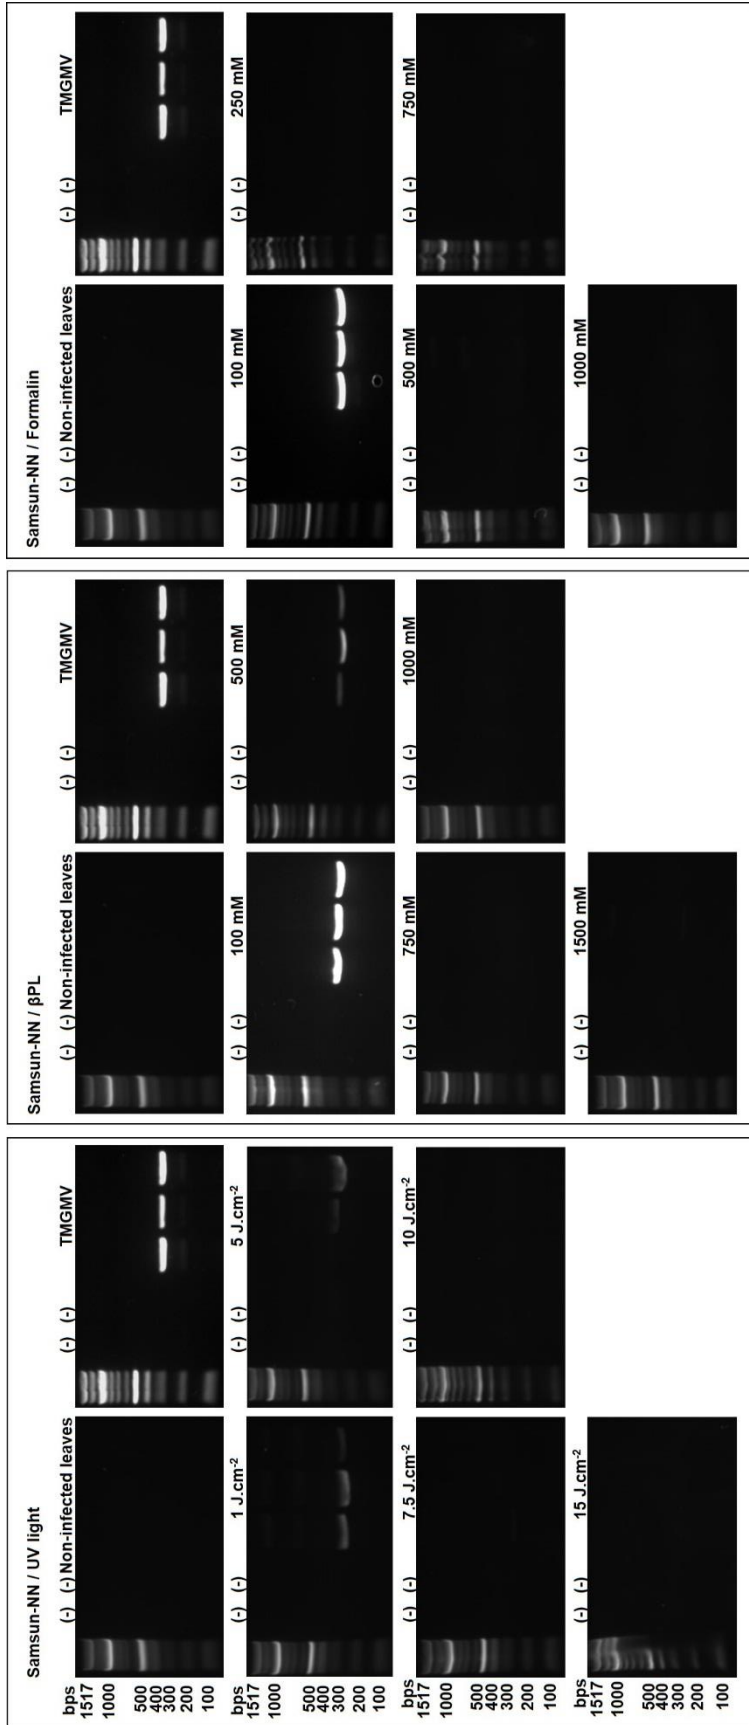 Samsun-NN / UV light
(-) (-) Non-infected leaves
TMGMV
bps
1517
1000
500
400
300
200
100
(-) (-) 1 J.cm-2
(-) (-) 5 J.cm-2
bps
1517
1000
500
400
300
200
100
(-) (-) 7.5 J.cm-2
(-) (-) 10 J.cm-2
bps
1517
1000
500
400
300
200
100
(-) (-) 15 J.cm-2
bps
1517
1000
500
400
300
200
100
Samsun-NN / βPL
(-) (-) Non-infected leaves
(-) (-) TMGMV
(-) (-) 100 mM
(-) (-) 500 mM
(-) (-) 750 mM
(-) (-) 1000 mM
(-) (-) 1500 mM
Samsun-NN / Formalin
(-) (-) Non-infected leaves
(-) (-) TMGMV
(-) (-) 100 mM
(-) (-) 250 mM
(-) (-) 500 mM
(-) (-) 750 mM
(-) (-) 1000 mM